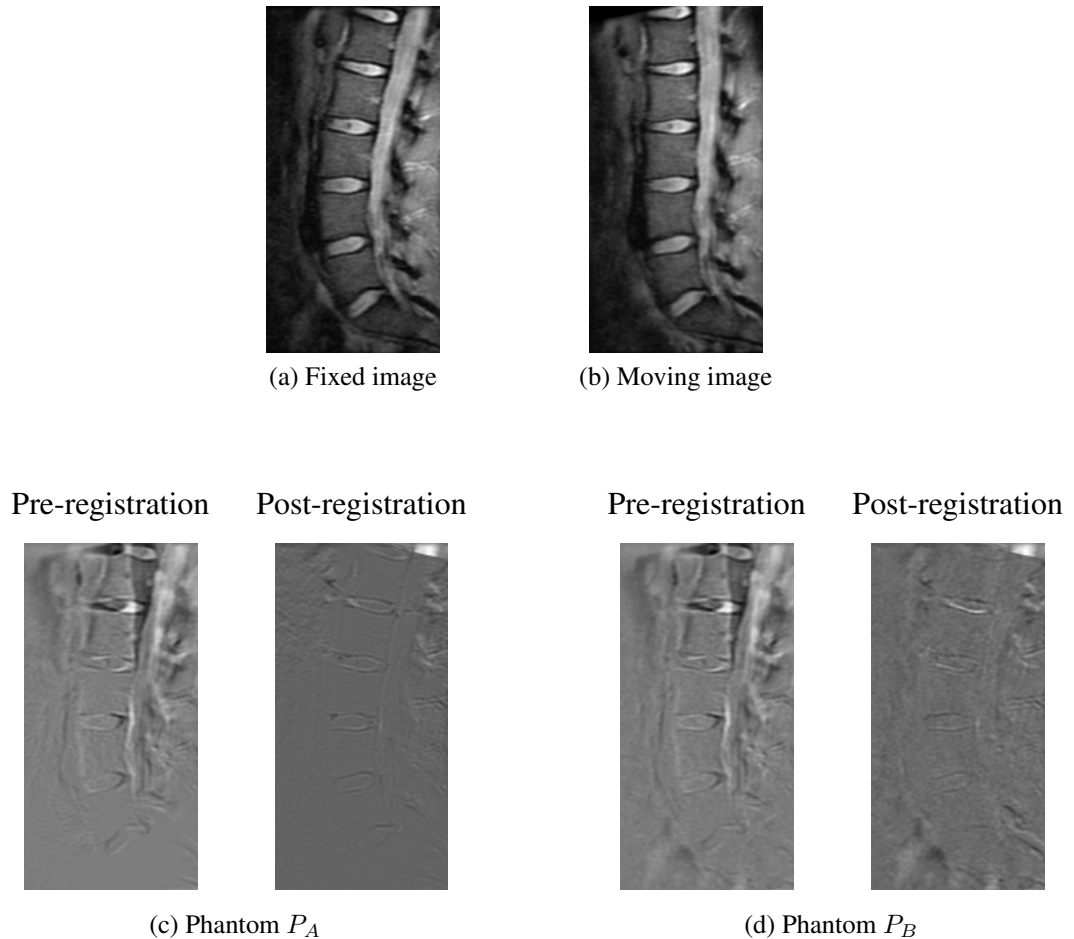 (a) Fixed image
(b) Moving image
Pre-registration
Post-registration
Pre-registration
Post-registration
(c) Phantom P_A
(d) Phantom P_B